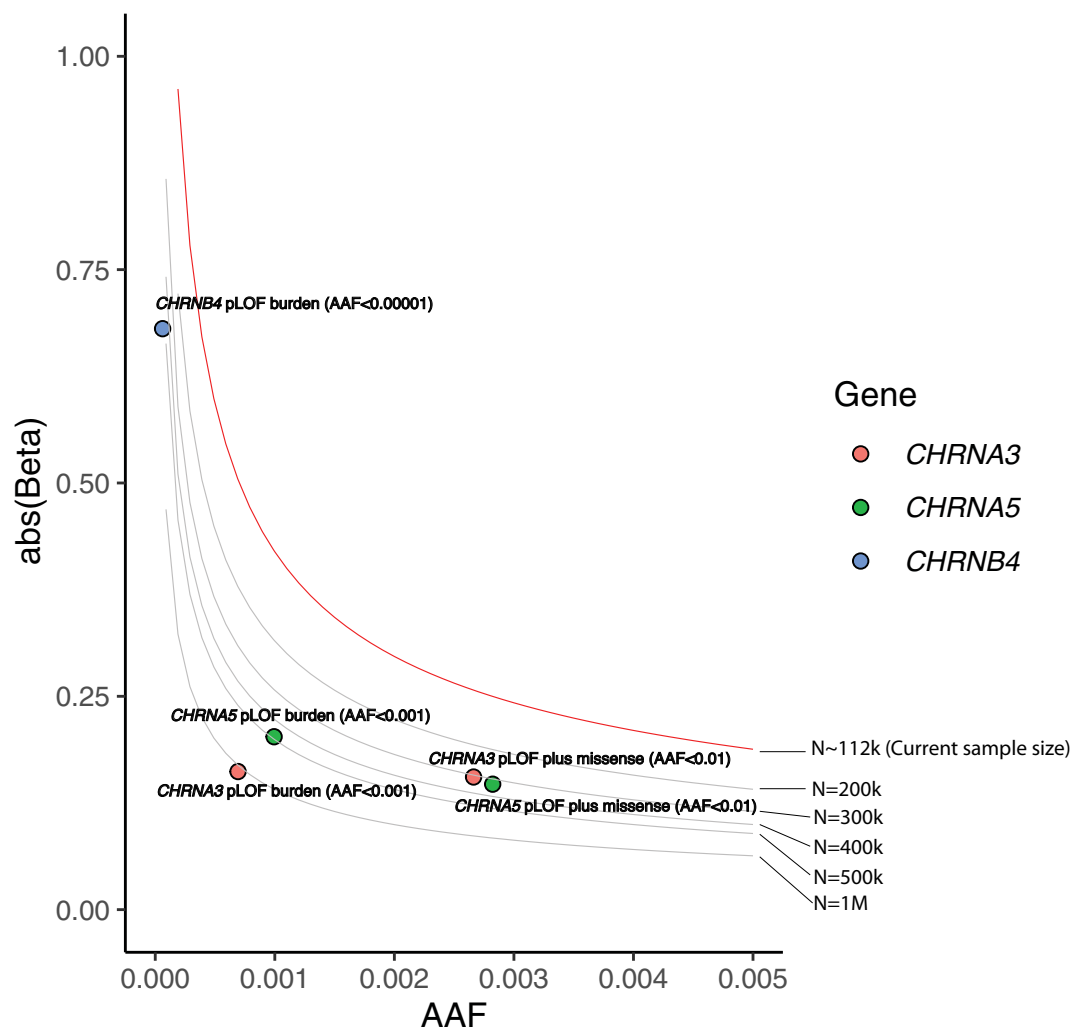 1.00
0.75
0.50
0.25
0.00
abs(Beta)
CHRNB4 pLOF burden (AAF<0.00001)
CHRNA5 pLOF burden (AAF<0.001)
CHRNA3 pLOF burden (AAF<0.001)
CHRNA3 pLOF plus missense (AAF<0.01)
CHRNA5 pLOF plus missense (AAF<0.01)
N~112k (Current sample size)
N=200k
N=300k
N=400k
N=500k
N=1M
0.000 0.001 0.002 0.003 0.004 0.005
AAF
Gene
CHRNA3
CHRNA5
CHRNB4